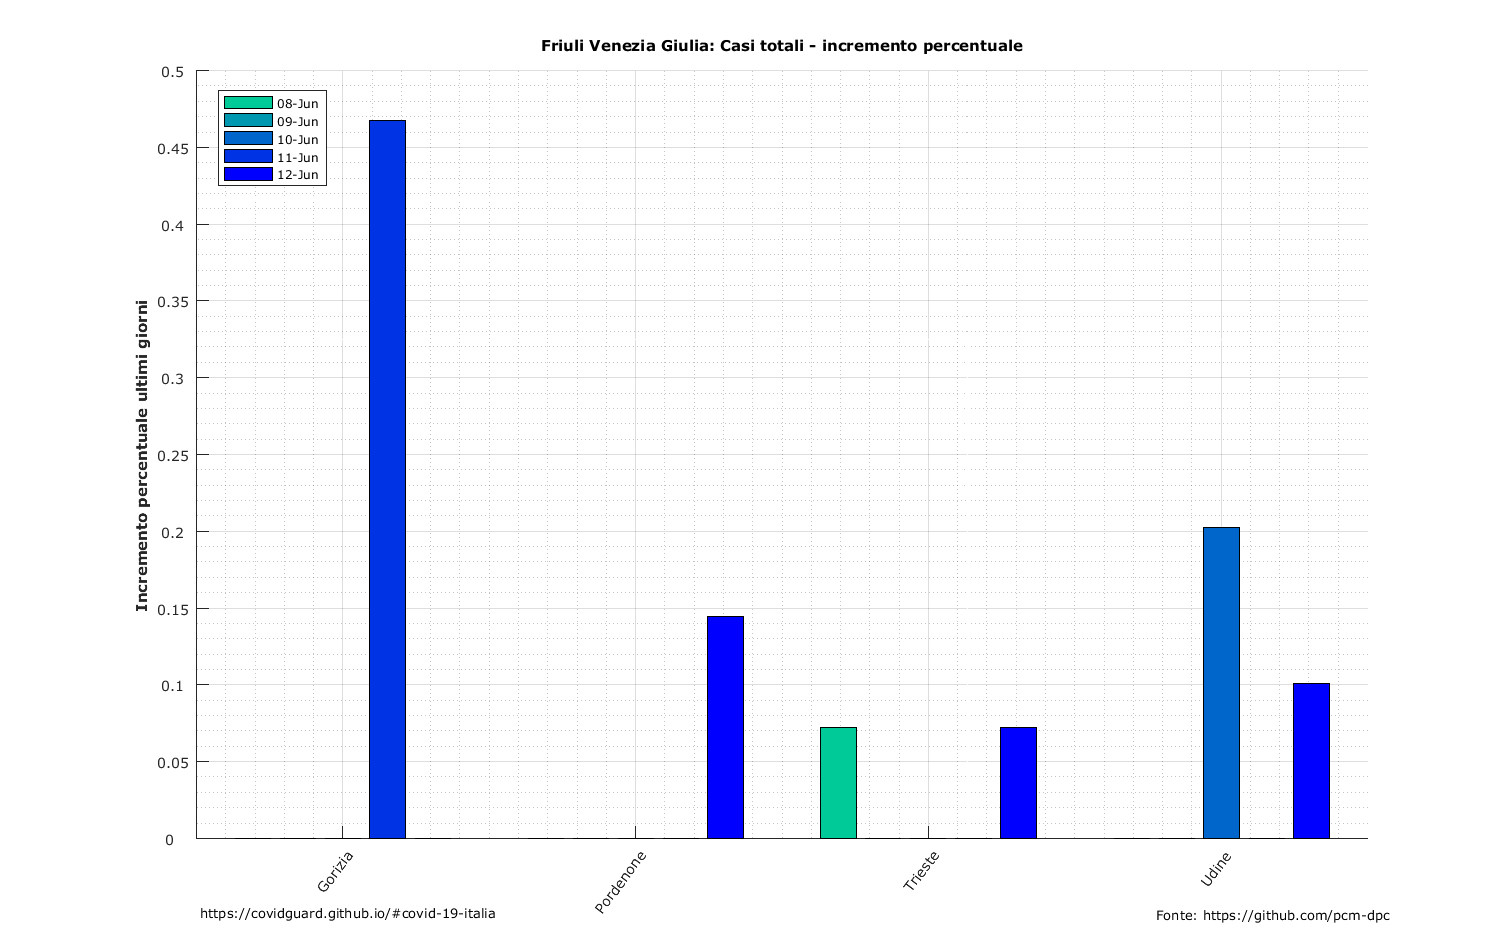 Friuli Venezia Giulia: Casi totali - incremento percentuale
0.5
0.45
0.4
0.35
0.3
0.25
0.2
0.15
0.1
0.05
0
Incremento percentuale ultimi giorni
08-Jun
09-Jun
10-Jun
11-Jun
12-Jun
Gorizia
Pordenone
Trieste
Udine
https://covidguard.github.io/#covid-19-italia
Fonte: https://github.com/pcm-dpc